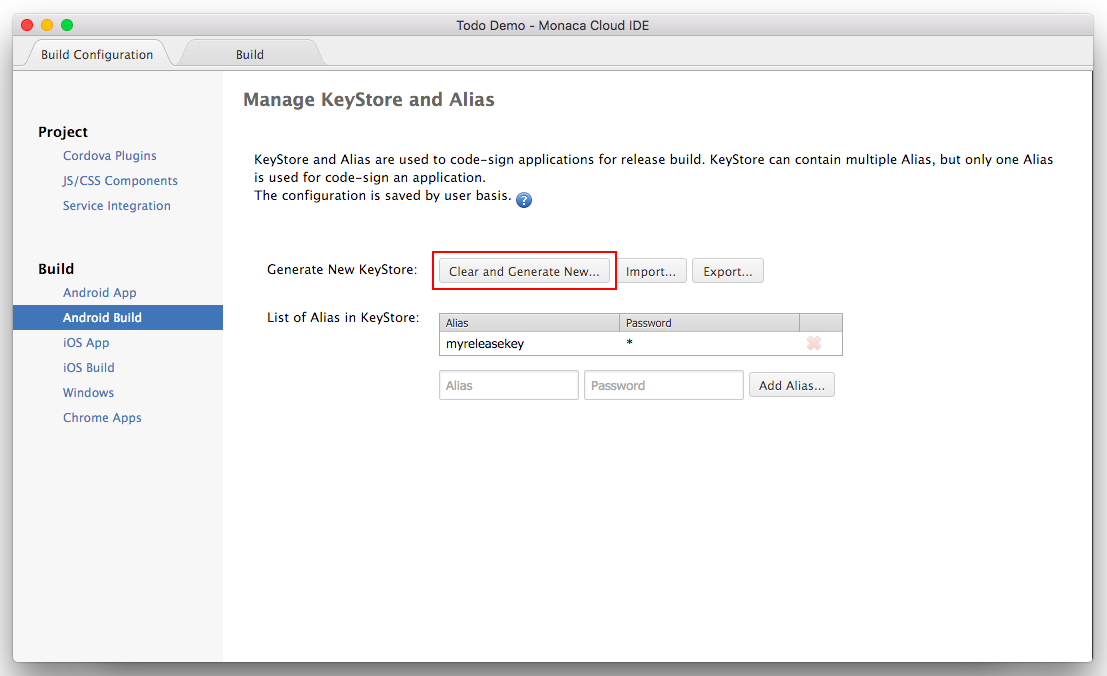 Todo Demo - Monaca Cloud IDE
Build Configuration
Build
Project
Cordova Plugins
JS/CSS Components
Service Integration
Build
Android App
Android Build
iOS App
iOS Build
Windows
Chrome Apps
Manage KeyStore and Alias
KeyStore and Alias are used to code-sign applications for release build. KeyStore can contain multiple Alias, but only one Alias
is used for code-sign an application.
The configuration is saved by user basis. ?
Generate New KeyStore: Clear and Generate New... Import... Export...
List of Alias in KeyStore:
Alias Password
myreleasekey *
Alias Password Add Alias...